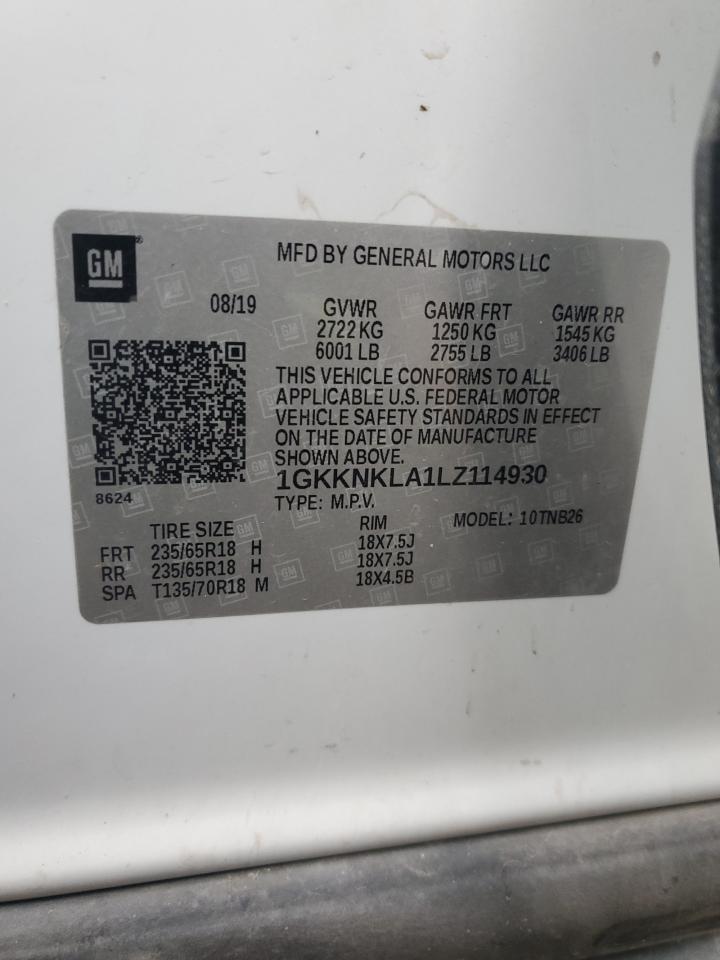 GM
MFD BY GENERAL MOTORS LLC
08/19 GVWR GAWR FRT GAWR RR
2722 KG 1250 KG 1545 KG
6001 LB 2755 LB 3406 LB
THIS VEHICLE CONFORMS TO ALL
APPLICABLE U.S. FEDERAL MOTOR
VEHICLE SAFETY STANDARDS IN EFFECT
ON THE DATE OF MANUFACTURE
SHOWN ABOVE.
1GKKNKLA1LZ114930
8624
TYPE: M.P.V.
TIRE SIZE RIM MODEL: 10TNB26
FRT 235/65R18 H 18X7.5J
RR 235/65R18 H 18X7.5J
SPA T135/70R18 M 18X4.5B